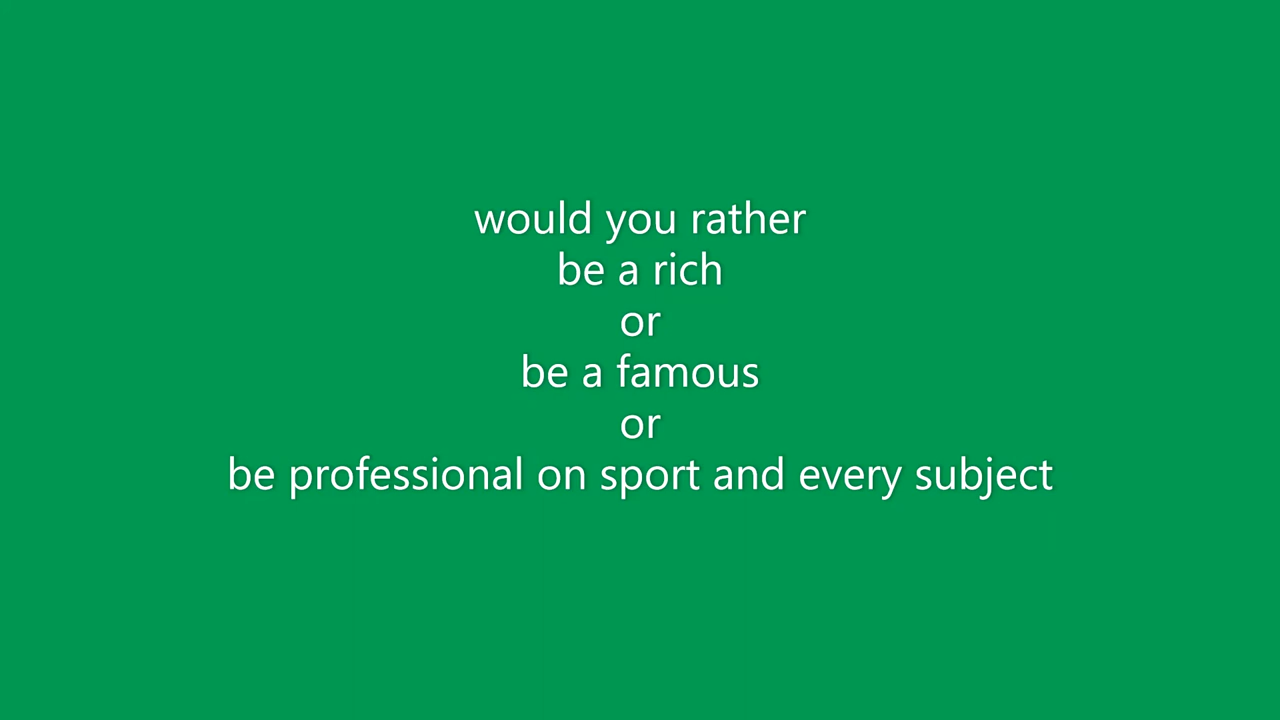 would you rather
be a rich
or
be a famous
or
be professional on sport and every subject